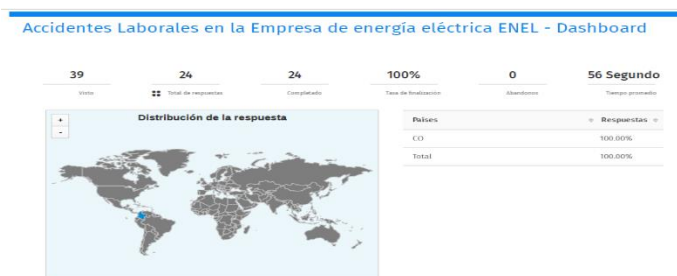 Accidentes Laborales en la Empresa de energía eléctrica ENEL - Dashboard
39 24 24 100% 0 56 Segundo
Visto Total de respuestas Completado Tasa de finalización Abandonos Tiempo promedio
+ Distribución de la respuesta
-
Países Respuestas
CO 100.00%
Total 100.00%